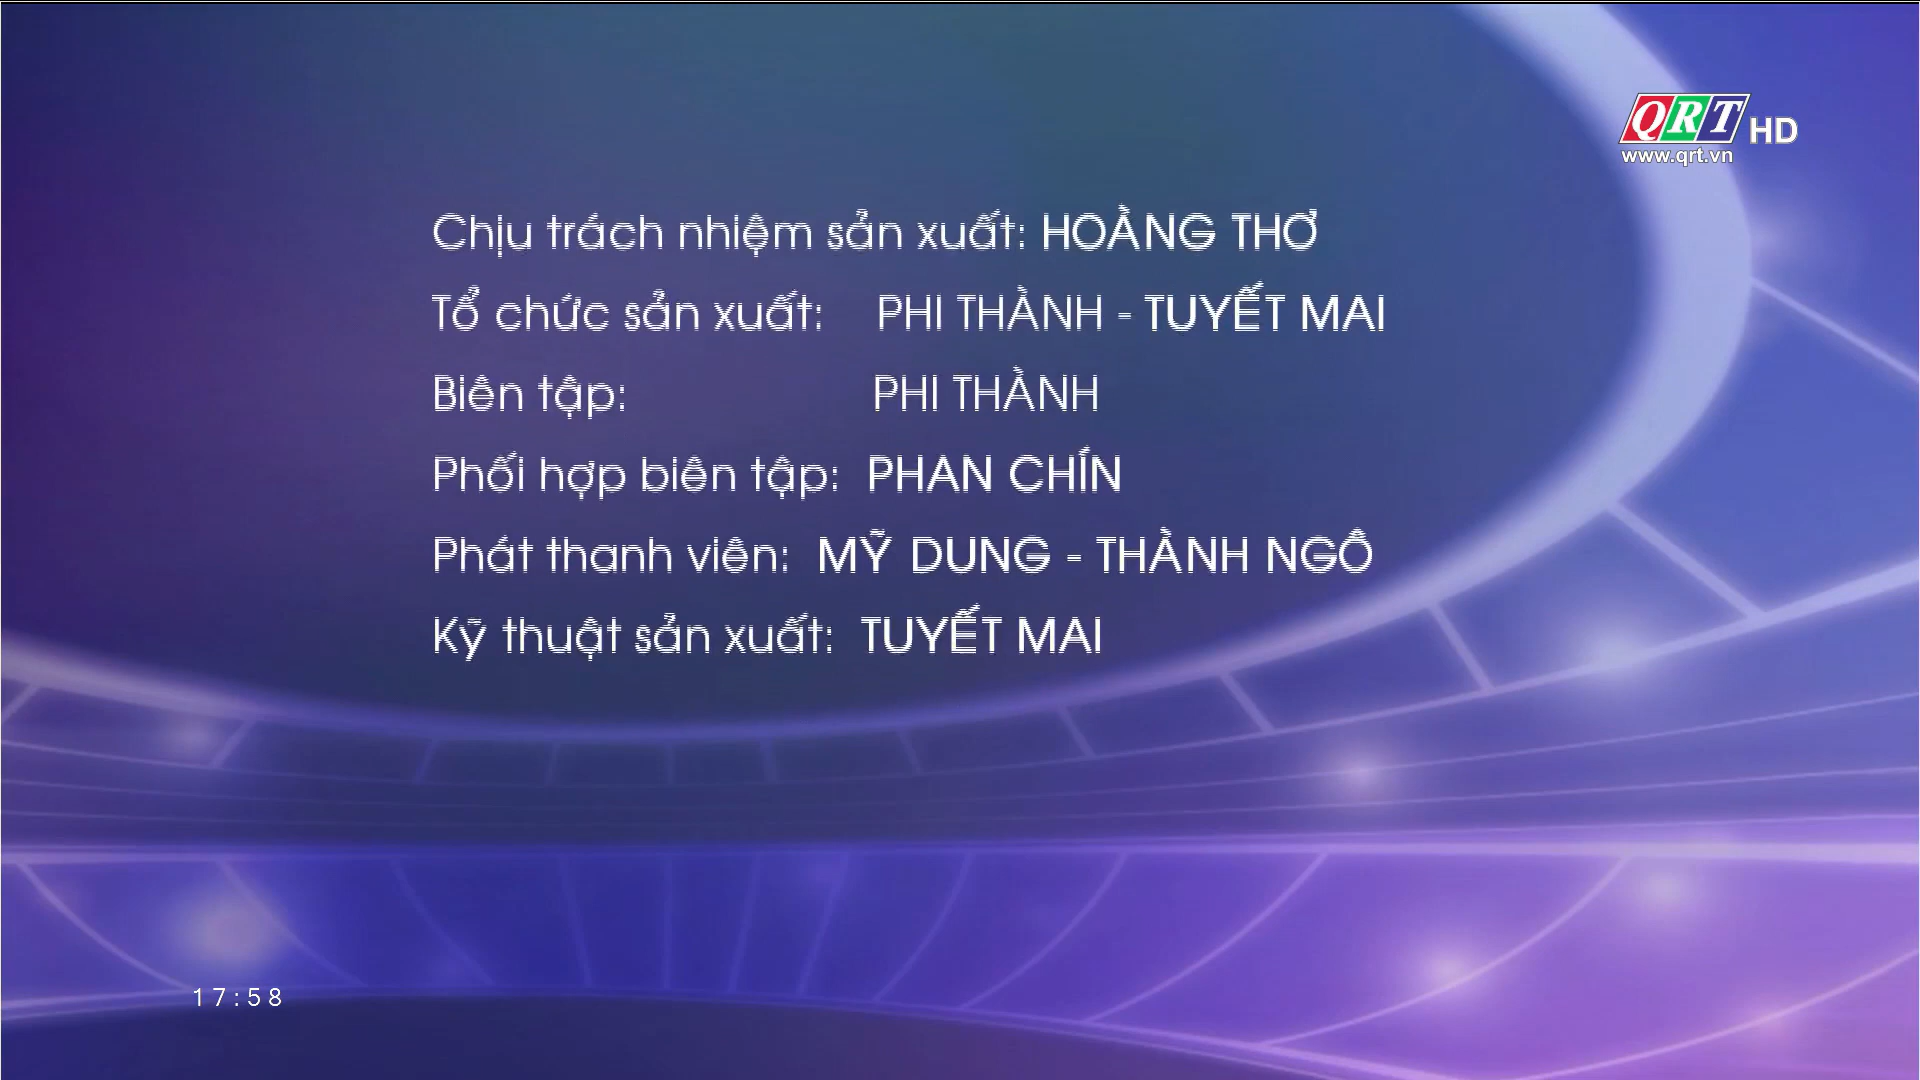 QRT HD
www.qrt.vn
Chịu trách nhiệm sản xuất: HOÀNG THƠ
Tổ chức sản xuất: PHI THÀNH - TUYẾT MAI
Biên tập: PHI THÀNH
Phối hợp biên tập: PHAN CHÍN
Phát thanh viên: MỸ DUNG - THÀNH NGÔ
Kỹ thuật sản xuất: TUYẾT MAI
17:58